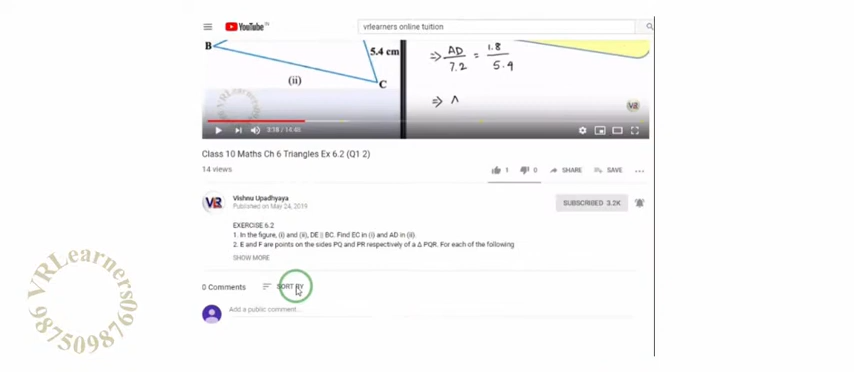 YouTube IN
vrlearners online tuition
B
5.4 cm
(ii)
C
⇒ AD/7.2 = 1.8/5.4
⇒ A
VR
3:18 / 14:46
Class 10 Maths Ch 6 Triangles Ex 6.2 (Q1 2)
14 views
1
0
SHARE
SAVE
VR
Vishnu Upadhyaya
Published on May 24, 2019
SUBSCRIBED 3.2K
EXERCISE 6.2
1. In the figure, (i) and (ii), DE || BC. Find EC in (i) and AD in (ii).
2. E and F are points on the sides PQ and PR respectively of a Δ PQR. For each of the following
SHOW MORE
0 Comments
SORT BY
Add a public comment...
VRLearners
9875098760